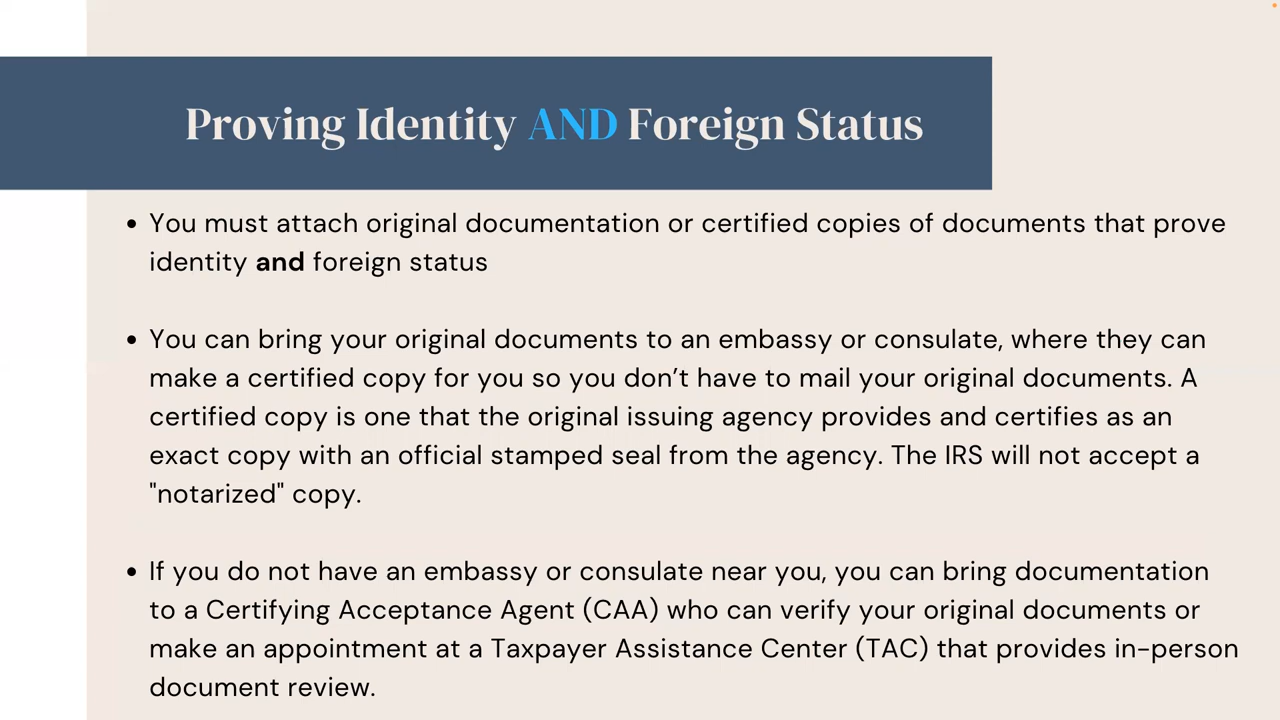 Proving Identity AND Foreign Status
• You must attach original documentation or certified copies of documents that prove
identity and foreign status
• You can bring your original documents to an embassy or consulate, where they can
make a certified copy for you so you don’t have to mail your original documents. A
certified copy is one that the original issuing agency provides and certifies as an
exact copy with an official stamped seal from the agency. The IRS will not accept a
"notarized" copy.
• If you do not have an embassy or consulate near you, you can bring documentation
to a Certifying Acceptance Agent (CAA) who can verify your original documents or
make an appointment at a Taxpayer Assistance Center (TAC) that provides in-person
document review.